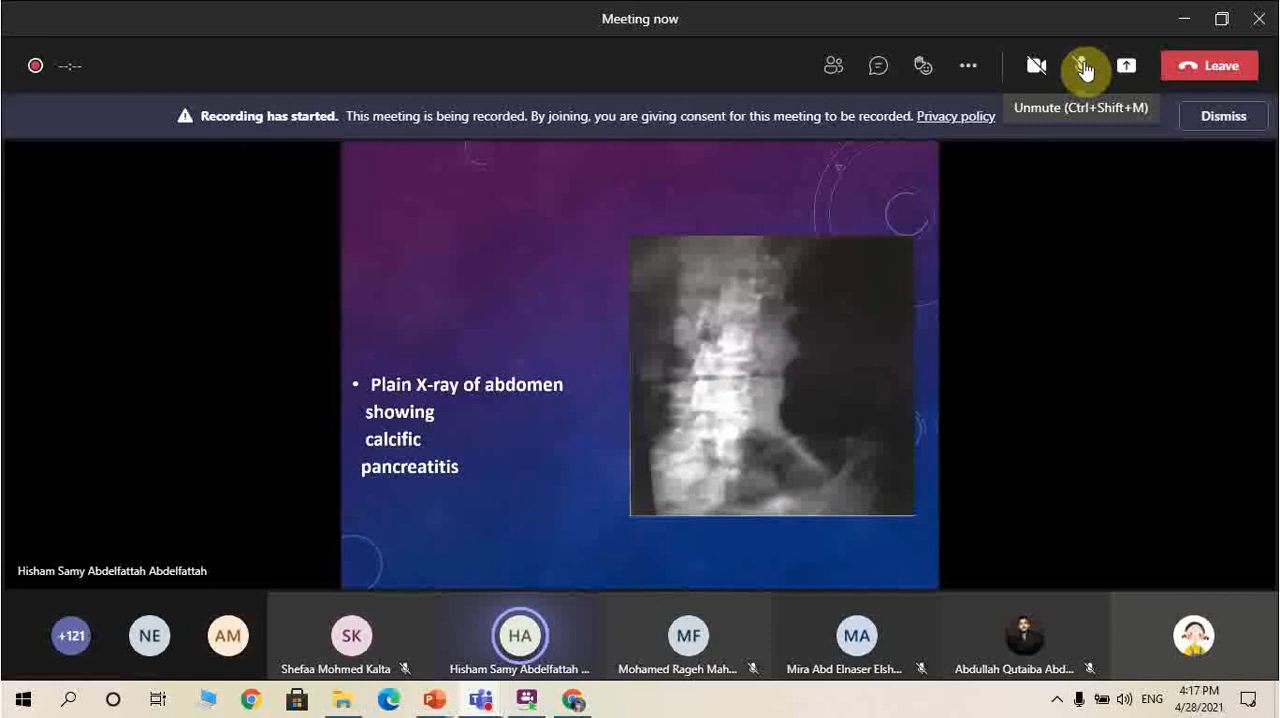 Meeting now
--:--
Leave
Unmute (Ctrl+Shift+M)
Recording has started. This meeting is being recorded. By joining, you are giving consent for this meeting to be recorded. Privacy policy
Dismiss
• Plain X-ray of abdomen
showing
calcific
pancreatitis
Hisham Samy Abdelfattah Abdelfattah
+121
NE
AM
SK
HA
MF
MA
Shefaa Mohmed Kalta
Hisham Samy Abdelfattah ...
Mohamed Rageh Mah...
Mira Abd Elnaser Elsh...
Abdullah Qutaiba Abd...
ENG
4:17 PM
4/28/2021